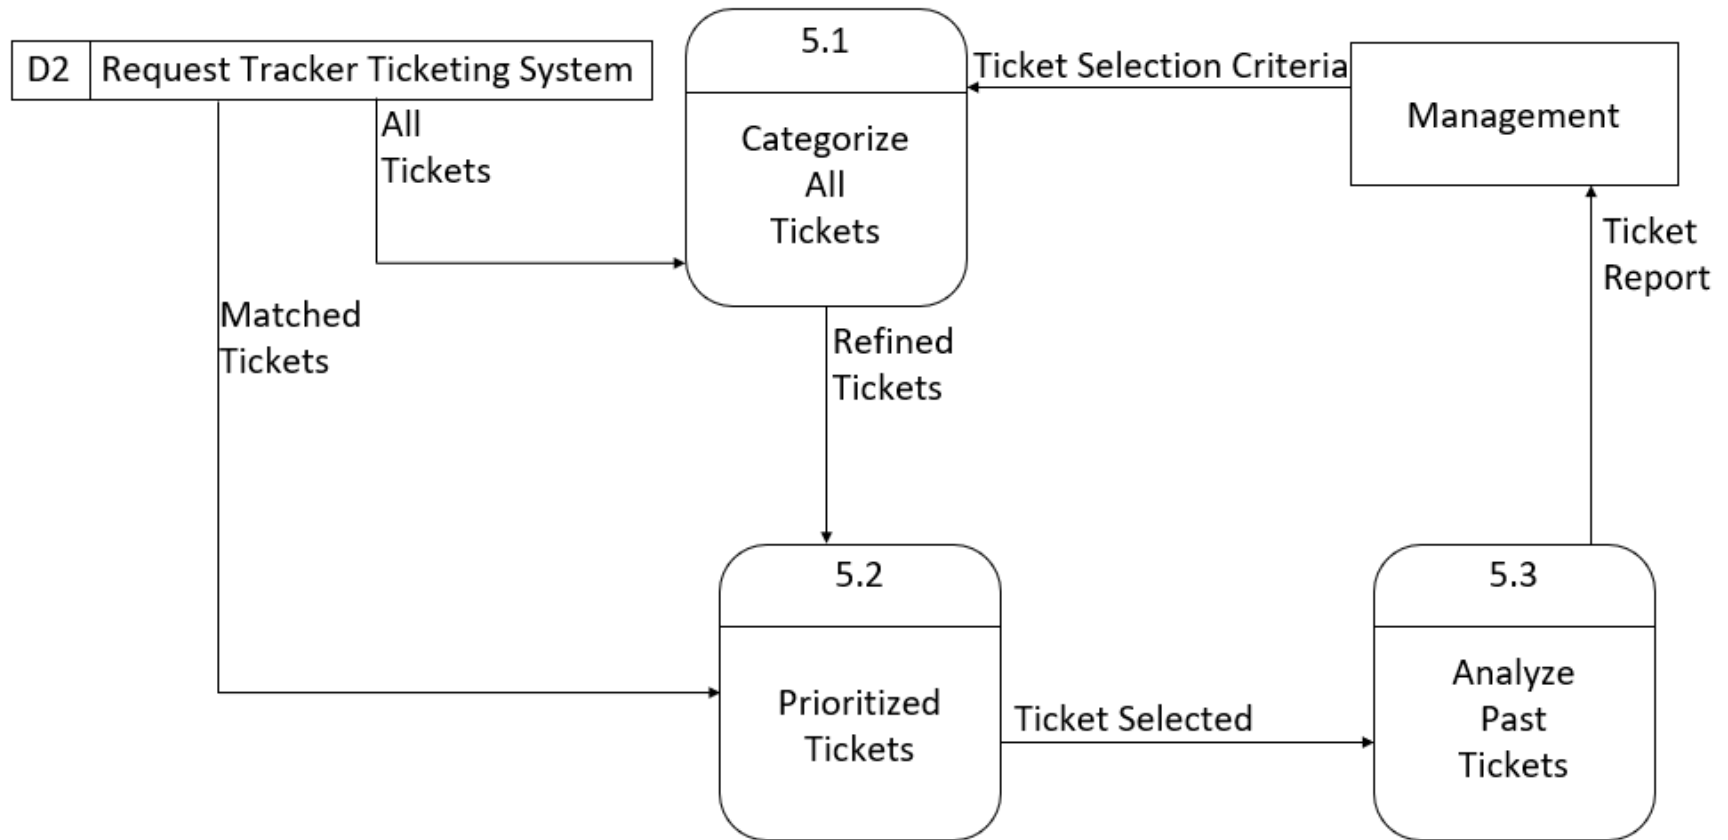 5.1
D2 Request Tracker Ticketing System
Ticket Selection Criteria
Management
All
Tickets
Categorize
All
Tickets
Ticket
Report
Matched
Tickets
Refined
Tickets
5.2
5.3
Prioritized
Tickets
Ticket Selected
Analyze
Past
Tickets